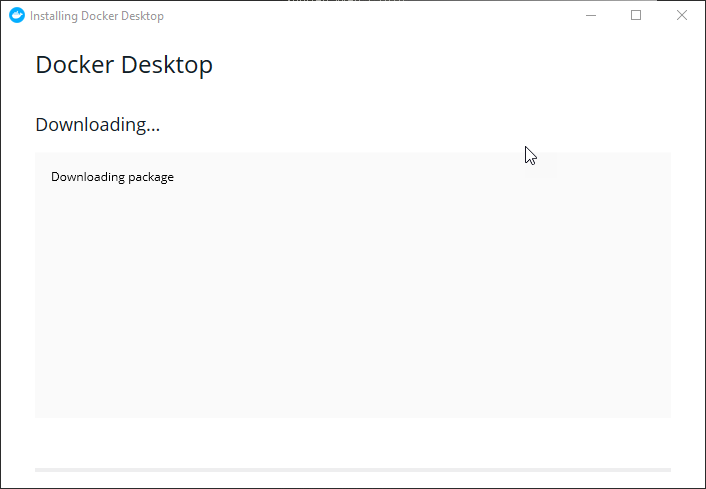 Installing Docker Desktop
Docker Desktop
Downloading...
Downloading package